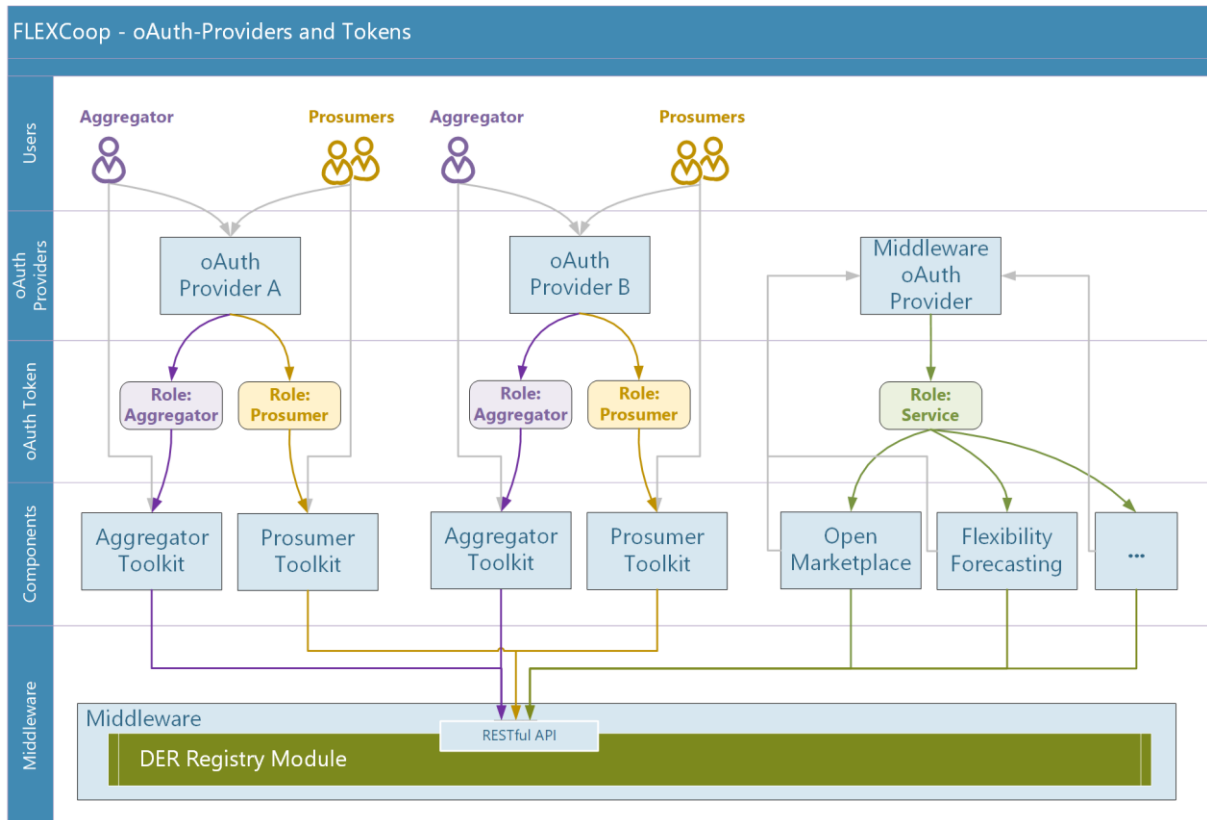 FLEXCoop - oAuth-Providers and Tokens
Users
Aggregator
Prosumers
Aggregator
Prosumers
oAuth
Providers
oAuth
Provider A
oAuth
Provider B
Middleware
oAuth
Provider
oAuth Token
Role:
Aggregator
Role:
Prosumer
Role:
Aggregator
Role:
Prosumer
Role:
Service
Components
Aggregator
Toolkit
Prosumer
Toolkit
Aggregator
Toolkit
Prosumer
Toolkit
Open
Marketplace
Flexibility
Forecasting
...
Middleware
Middleware
RESTful API
DER Registry Module